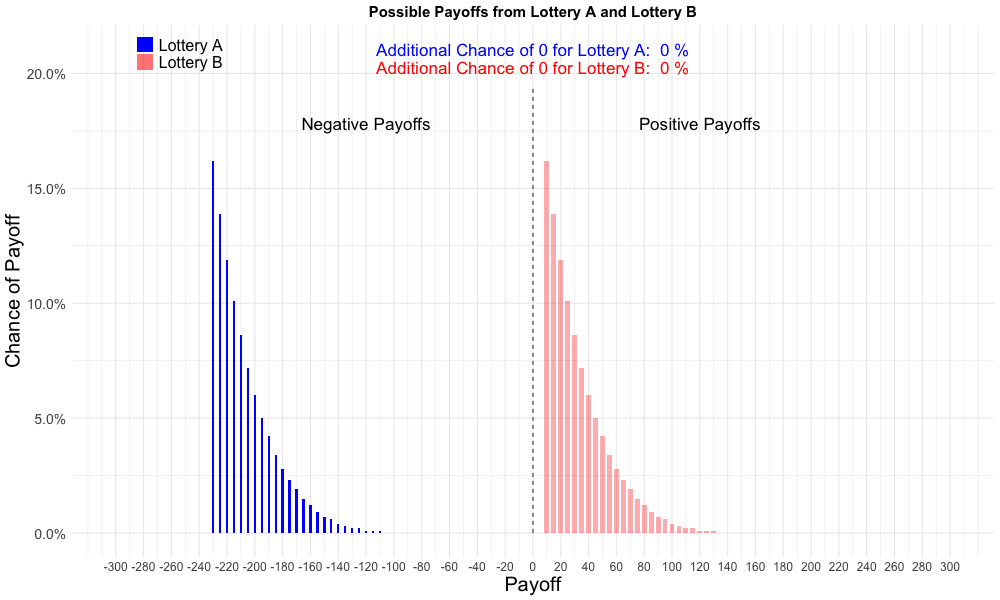 Possible Payoffs from Lottery A and Lottery B
Lottery A
Lottery B
Additional Chance of 0 for Lottery A:  0 %
Additional Chance of 0 for Lottery B:  0 %
Negative Payoffs
Positive Payoffs
Chance of Payoff
20.0%
15.0%
10.0%
5.0%
0.0%
-300 -280 -260 -240 -220 -200 -180 -160 -140 -120 -100 -80 -60 -40 -20 0 20 40 60 80 100 120 140 160 180 200 220 240 260 280 300
Payoff